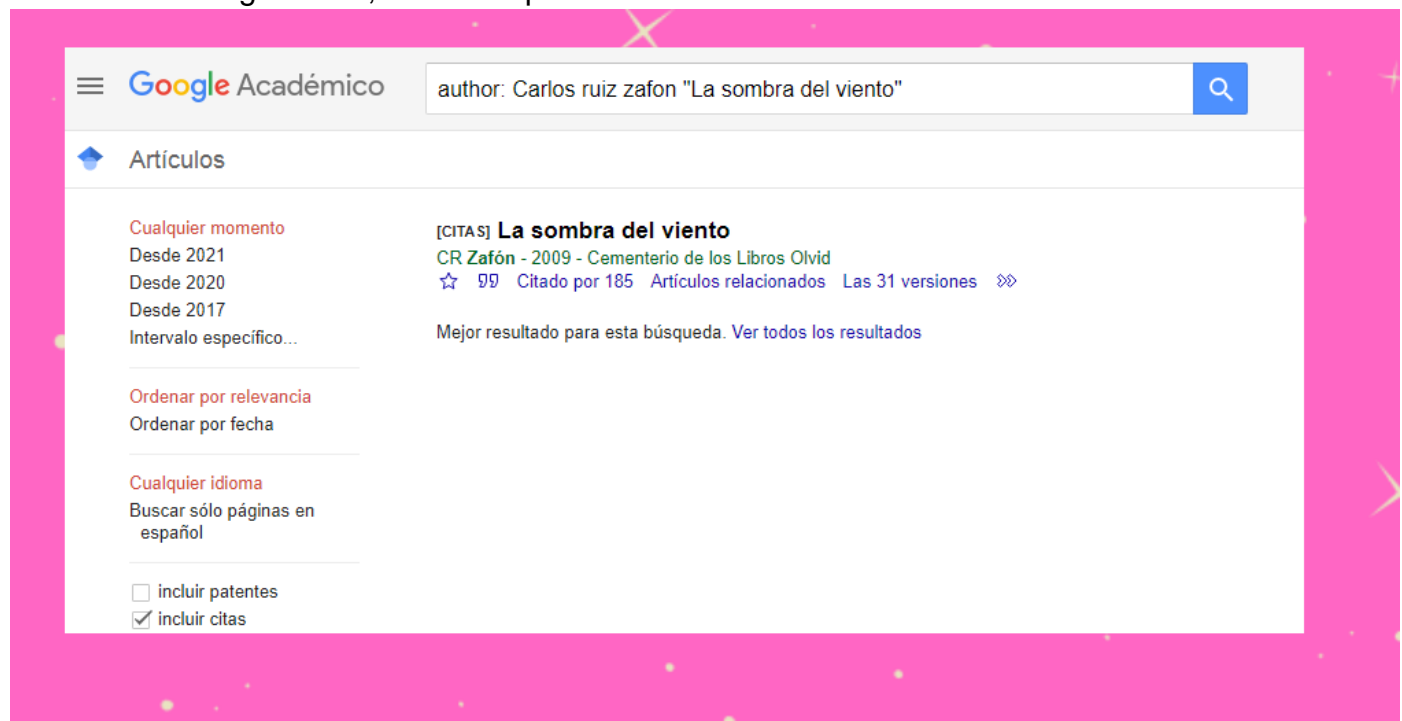 Google Académico
author: Carlos ruiz zafon "La sombra del viento"
Artículos
Cualquier momento
Desde 2021
Desde 2020
Desde 2017
Intervalo específico...
Ordenar por relevancia
Ordenar por fecha
Cualquier idioma
Buscar sólo páginas en
español
incluir patentes
incluir citas
[CITAS] La sombra del viento
CR Zafón - 2009 - Cementerio de los Libros Olvid
Citado por 185 Artículos relacionados Las 31 versiones
Mejor resultado para esta búsqueda. Ver todos los resultados